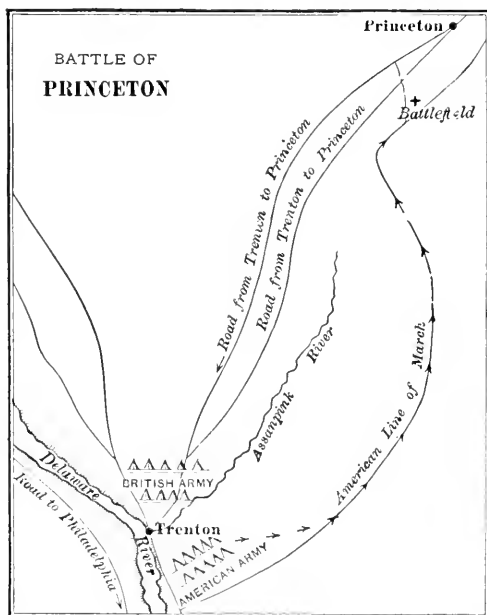 BATTLE OF
PRINCETON
Princeton
Battlefield
Road from Trenton to Princeton
Road from Trenton to Princeton
Assanpink River
American Line of March
BRITISH ARMY
Delaware River
Trenton
AMERICAN ARMY
Road to Philadelphia